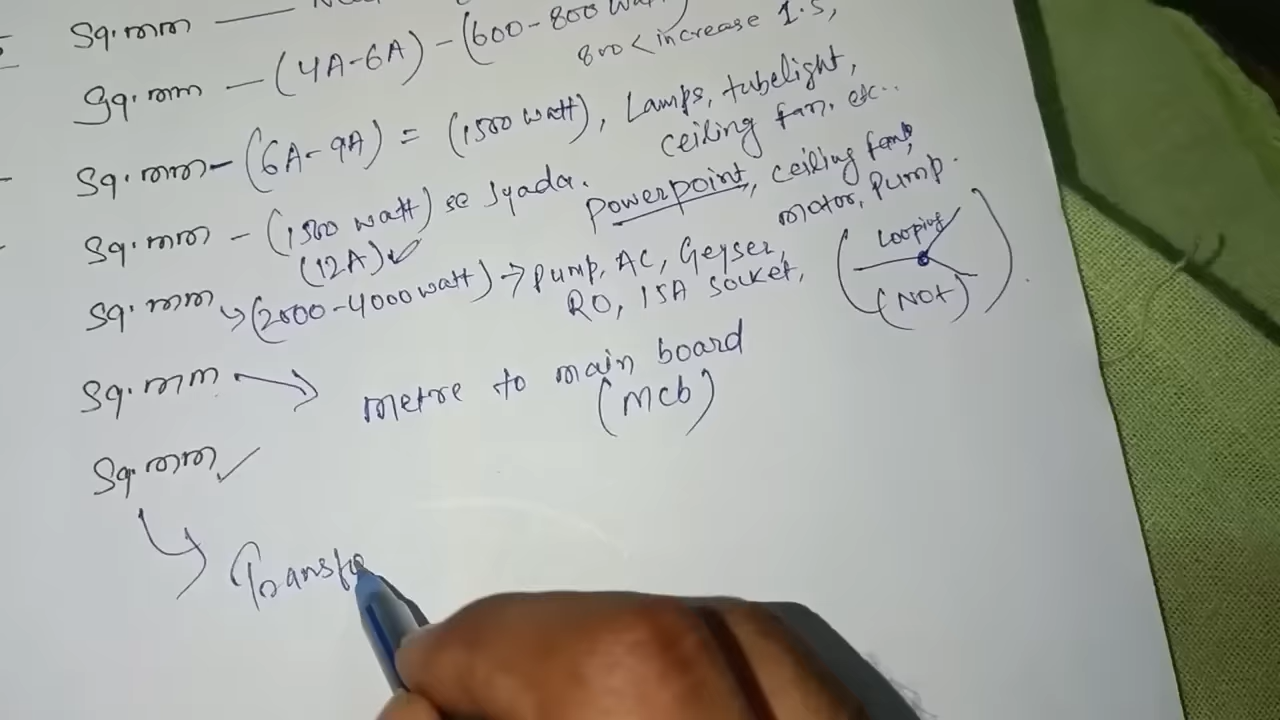 Sq.mm
Sq.mm - (4A-6A) - (600-800 watt)
800 < increase 1.5,
Sq.mm - (6A-9A) = (1500 watt), Lamps, tubelight,
ceiling fan. etc..
Sq.mm - (1500 watt) se Jyada. Powerpoint, ceiling fan,
(12A) motor, Pump.
Sq.mm (2000-4000 watt) → Pump, AC, Geyser,
RO, 15A socket, (Looping
(Not))
Sq.mm → metre to main board
(mcb)
Sq.mm ✓
(Transfo